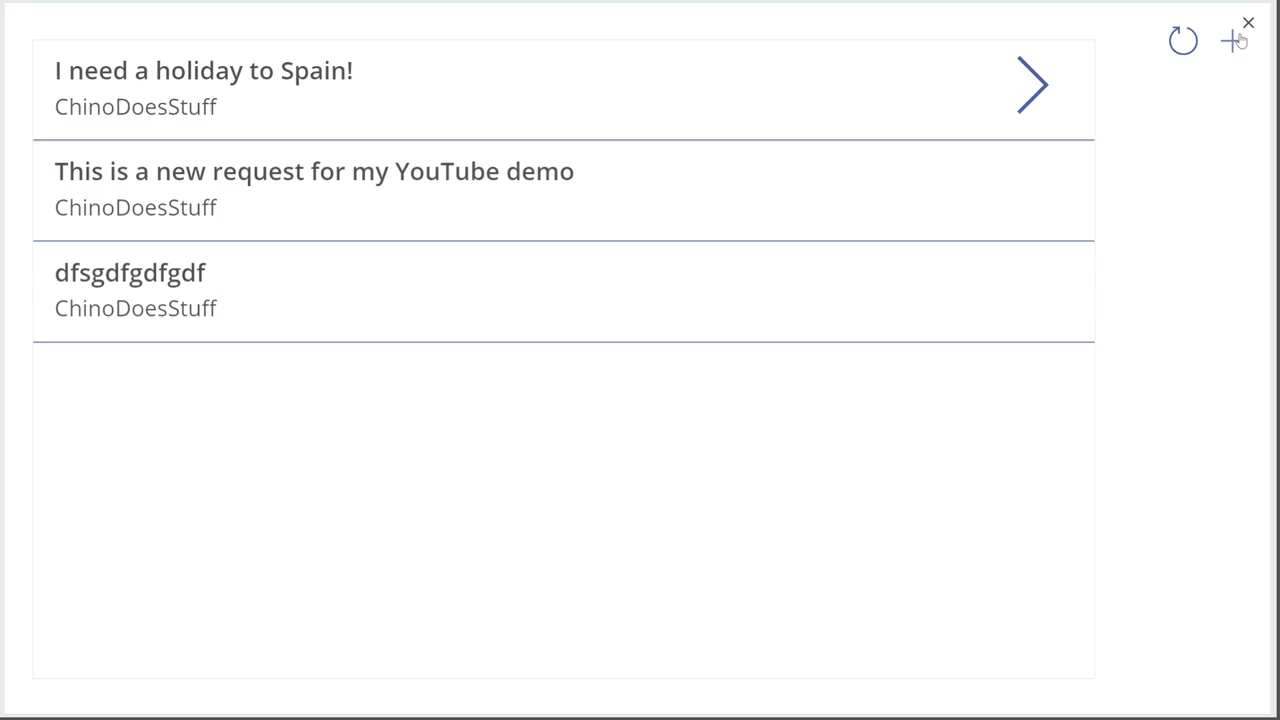 I need a holiday to Spain!
ChinoDoesStuff
This is a new request for my YouTube demo
ChinoDoesStuff
dfsgdfgdfgdf
ChinoDoesStuff